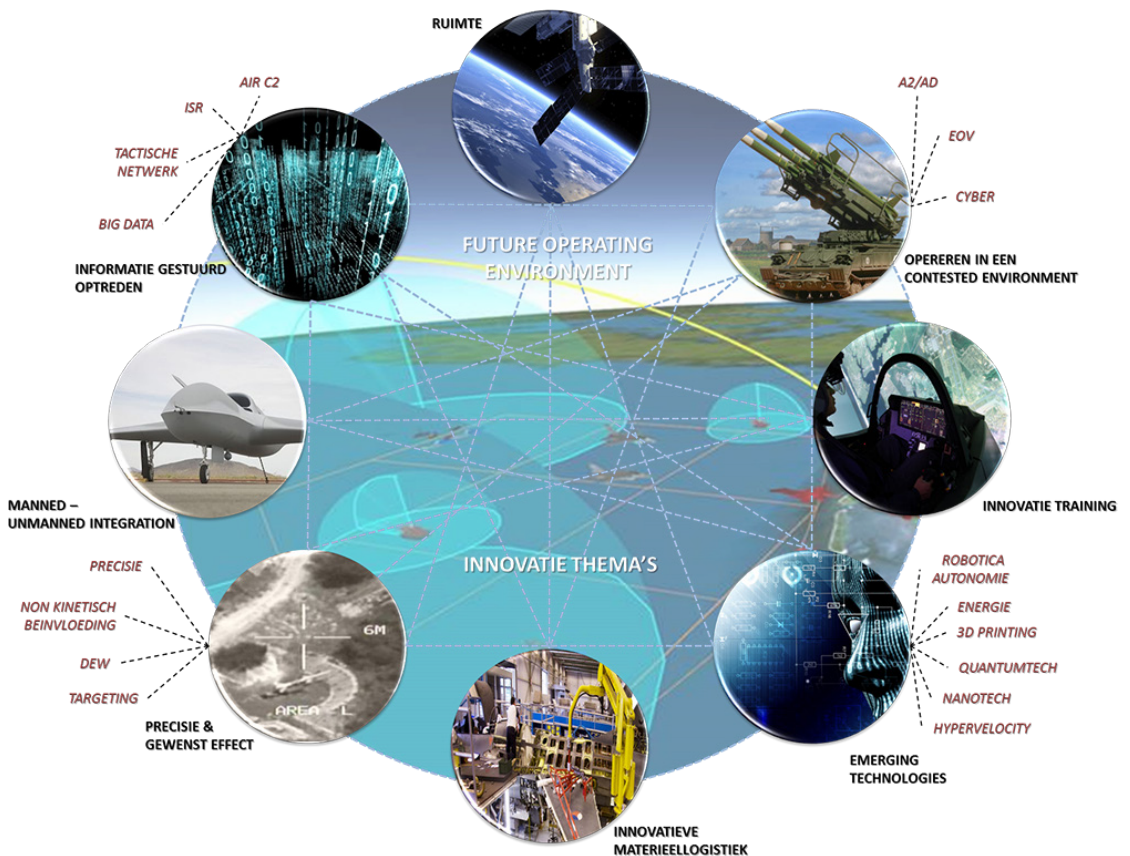 RUIMTE
AIR C2
ISR
TACTISCHE
NETWERK
BIG DATA
INFORMATIE GESTUURD
OPTREDEN
A2/AD
EOV
CYBER
OPEREREN IN EEN
CONTESTED ENVIRONMENT
FUTURE OPERATING
ENVIRONMENT
MANNED –
UNMANNED INTEGRATION
INNOVATIE TRAINING
INNOVATIE THEMA'S
PRECISIE
NON KINETISCH
BEINVLOEDING
DEW
TARGETING
6M
AREA L
PRECISIE &
GEWENST EFFECT
ROBOTICA
AUTONOMIE
ENERGIE
3D PRINTING
QUANTUMTECH
NANOTECH
HYPERVELOCITY
EMERGING
TECHNOLOGIES
INNOVATIEVE
MATERIEELLOGISTIEK